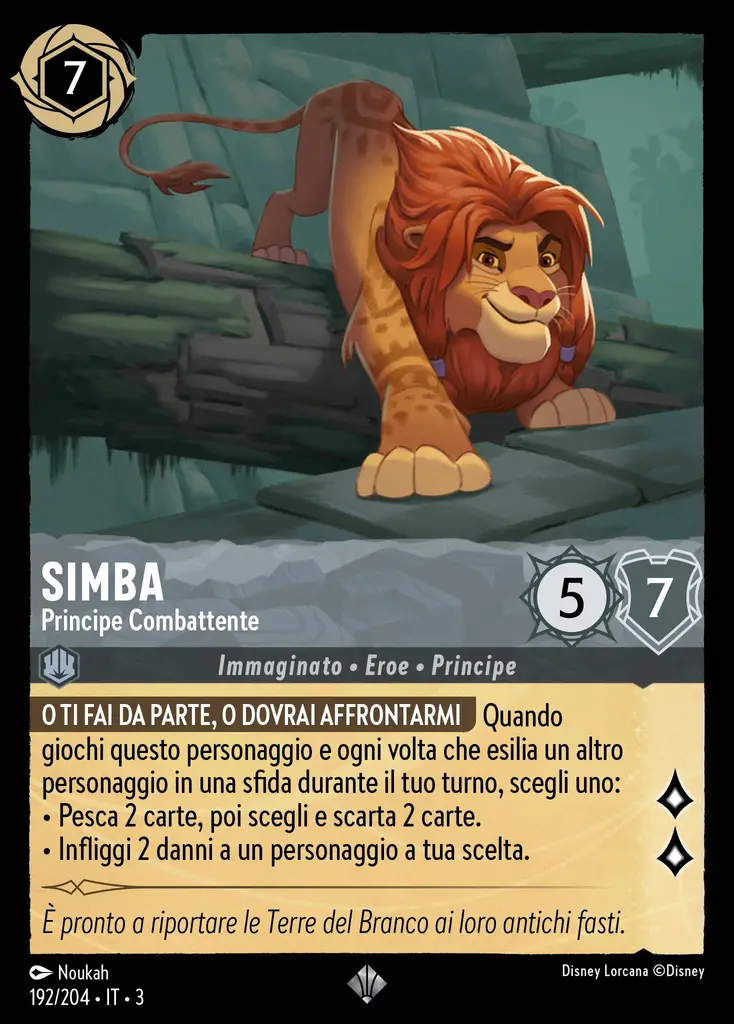 7
SIMBA
Principe Combattente
5
7
Immaginato • Eroe • Principe
O TI FAI DA PARTE, O DOVRAI AFFRONTARMI Quando
giochi questo personaggio e ogni volta che esilia un altro
personaggio in una sfida durante il tuo turno, scegli uno:
• Pesca 2 carte, poi scegli e scarta 2 carte.
• Infliggi 2 danni a un personaggio a tua scelta.
È pronto a riportare le Terre del Branco ai loro antichi fasti.
Noukah
Disney Lorcana ©Disney
192/204 • IT • 3